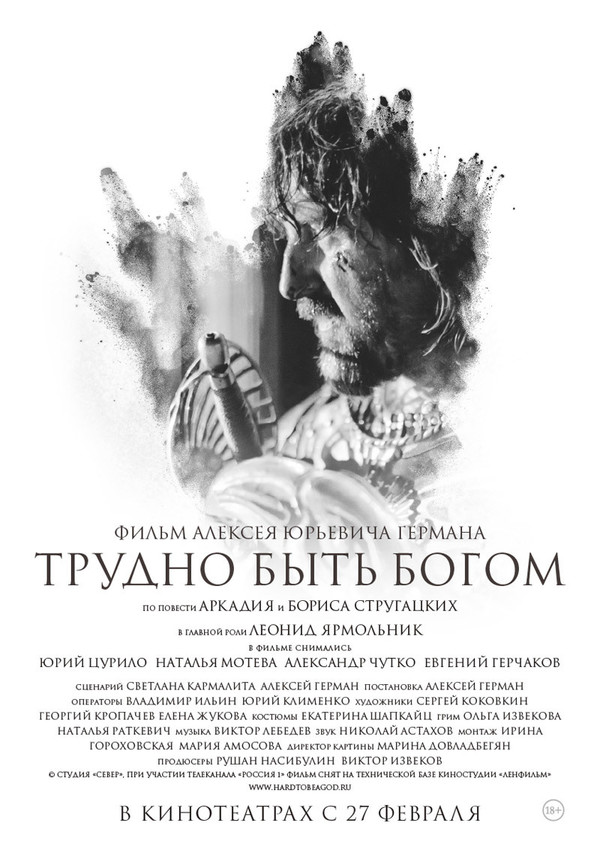 ФИЛЬМ АЛЕКСЕЯ ЮРЬЕВИЧА ГЕРМАНА
ТРУДНО БЫТЬ БОГОМ
ПО ПОВЕСТИ АРКАДИЯ И БОРИСА СТРУГАЦКИХ
В ГЛАВНОЙ РОЛИ ЛЕОНИД ЯРМОЛЬНИК
В ФИЛЬМЕ СНИМАЛИСЬ
ЮРИЙ ЦУРИЛО НАТАЛЬЯ МОТЕВА АЛЕКСАНДР ЧУТКО ЕВГЕНИЙ ГЕРЧАКОВ
СЦЕНАРИЙ СВЕТЛАНА КАРМАЛИТА АЛЕКСЕЙ ГЕРМАН ПОСТАНОВКА АЛЕКСЕЙ ГЕРМАН
ОПЕРАТОРЫ ВЛАДИМИР ИЛЬИН ЮРИЙ КЛИМЕНКО ХУДОЖНИКИ СЕРГЕЙ КОКОВКИН
ГЕОРГИЙ КРОПАЧЕВ ЕЛЕНА ЖУКОВА КОСТЮМЫ ЕКАТЕРИНА ШАПКАЙЦ ГРИМ ОЛЬГА ИЗВЕКОВА
НАТАЛЬЯ РАТКЕВИЧ МУЗЫКА ВИКТОР ЛЕБЕДЕВ ЗВУК НИКОЛАЙ АСТАХОВ МОНТАЖ ИРИНА
ГОРОХОВСКАЯ МАРИЯ АМОСОВА ДИРЕКТОР КАРТИНЫ МАРИНА ДОВЛАДБЕГЯН
ПРОДЮСЕРЫ РУШАН НАСИБУЛИН ВИКТОР ИЗВЕКОВ
© СТУДИЯ «СЕВЕР», ПРИ УЧАСТИИ ТЕЛЕКАНАЛА «РОССИЯ 1» ФИЛЬМ СНЯТ НА ТЕХНИЧЕСКОЙ БАЗЕ КИНОСТУДИИ «ЛЕНФИЛЬМ»
WWW.HARDTOBEAGOD.RU
В КИНОТЕАТРАХ С 27 ФЕВРАЛЯ
18+